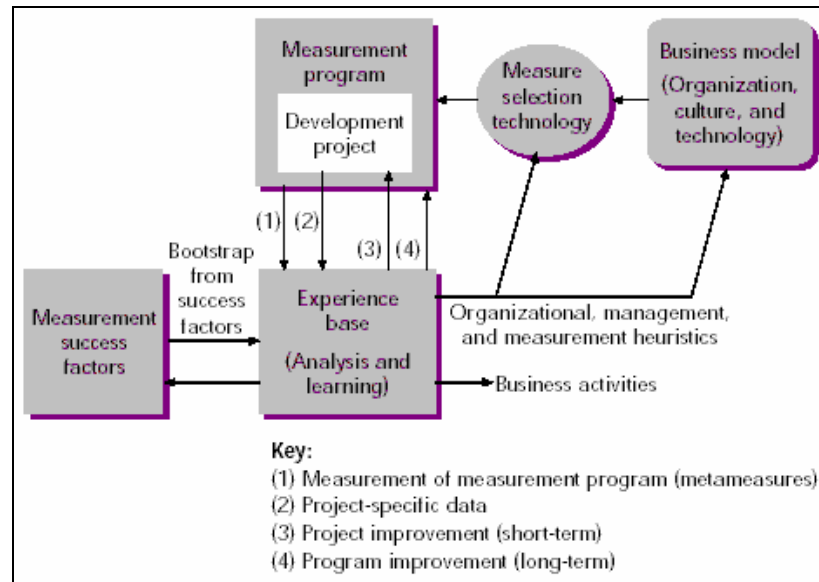 Measurement
program
Development
project
Measure
selection
technology
Business model
(Organization,
culture, and
technology)
(1)
(2)
(3)
(4)
Bootstrap
from
success
factors
Measurement
success
factors
Experience
base
(Analysis and
learning)
Organizational, management,
and measurement heuristics
Business activities
Key:
(1) Measurement of measurement program (metameasures)
(2) Project-specific data
(3) Project improvement (short-term)
(4) Program improvement (long-term)